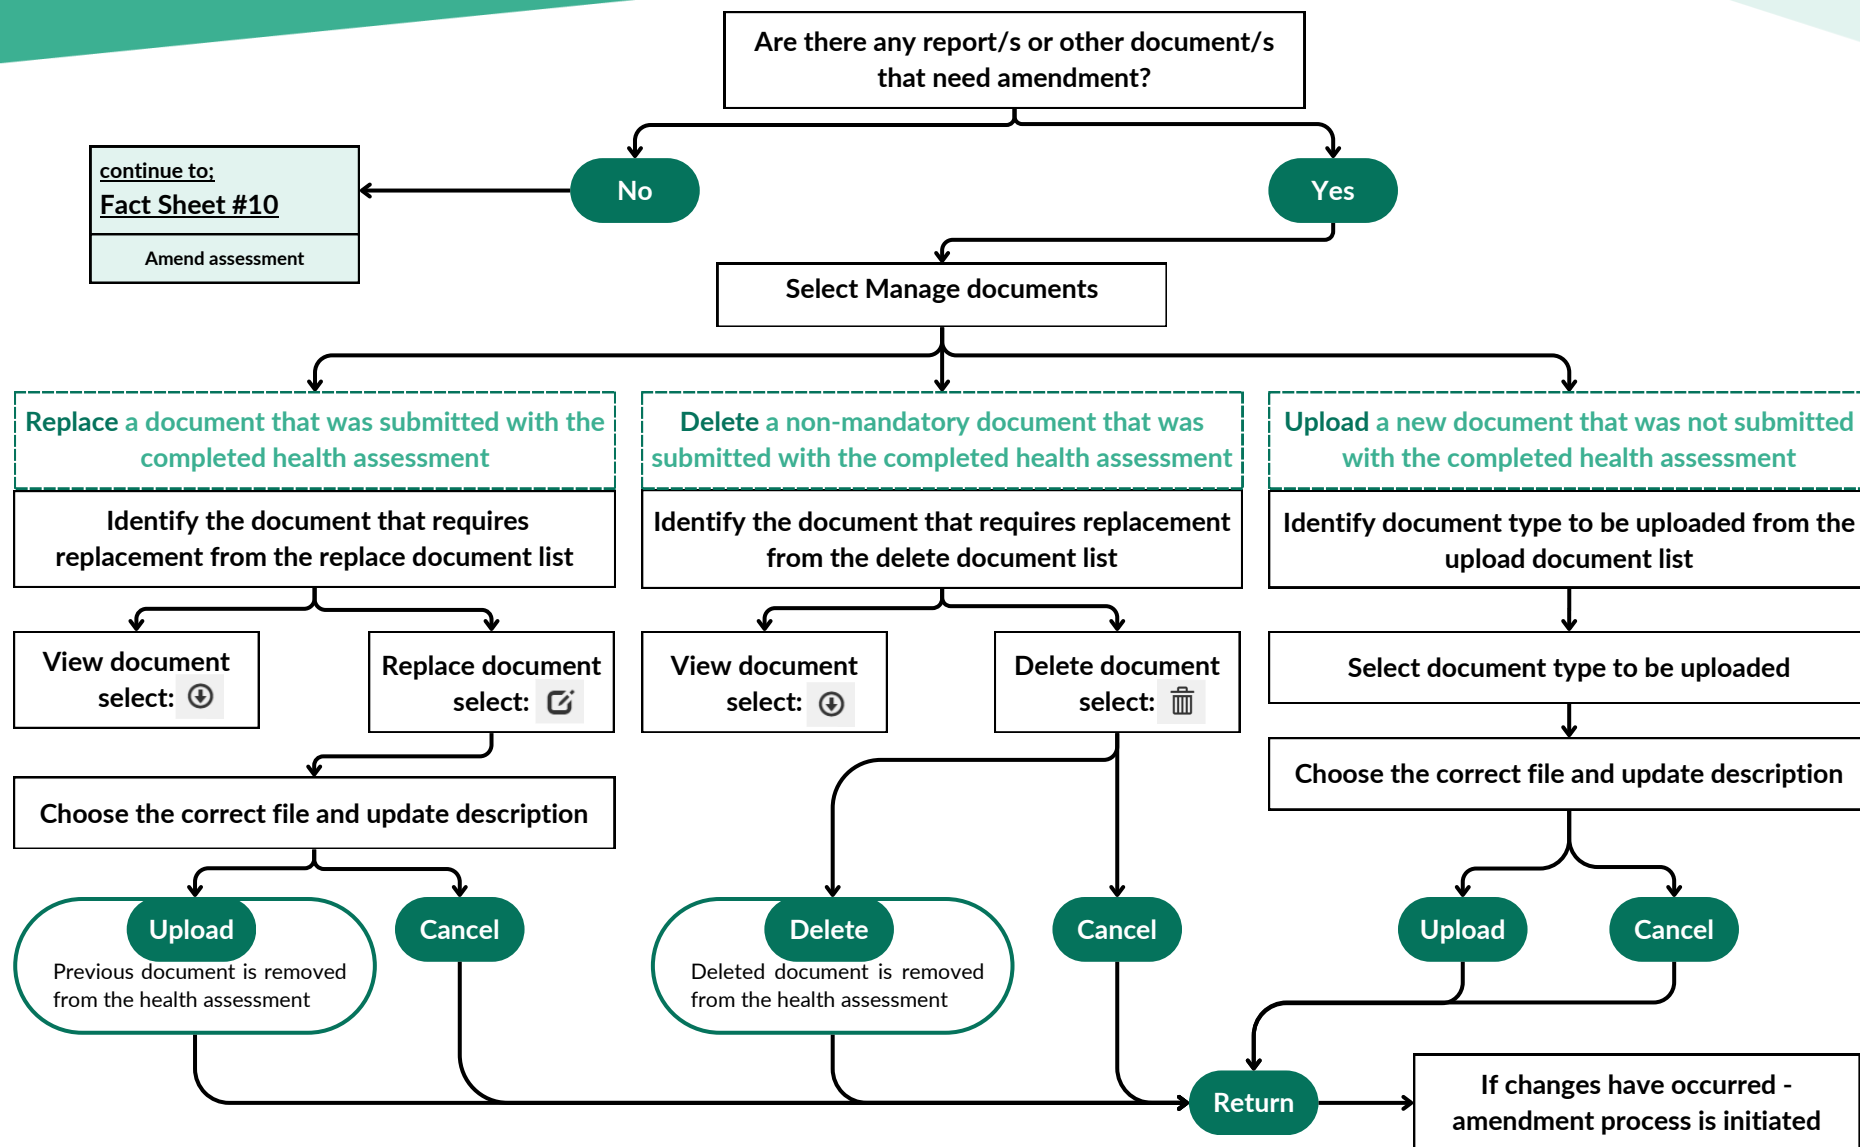 Are there any report/s or other document/s
that need amendment?
continue to;
Fact Sheet #10
Amend assessment
No
Yes
Select Manage documents
Replace a document that was submitted with the
completed health assessment
Delete a non-mandatory document that was
submitted with the completed health assessment
Upload a new document that was not submitted
with the completed health assessment
Identify the document that requires
replacement from the replace document list
Identify the document that requires replacement
from the delete document list
Identify document type to be uploaded from the
upload document list
View document
select:
Replace document
select:
View document
select:
Delete document
select:
Select document type to be uploaded
Choose the correct file and update description
Choose the correct file and update description
Upload
Previous document is removed
from the health assessment
Cancel
Delete
Deleted document is removed
from the health assessment
Cancel
Upload
Cancel
Return
If changes have occurred -
amendment process is initiated